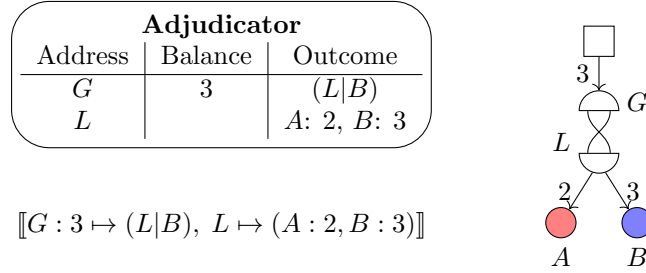 Adjudicator
Address Balance Outcome
G 3 (L|B)
L A: 2, B: 3
⟦G : 3 ↦ (L|B), L ↦ (A : 2, B : 3)⟧
3
G
L
2 3
A B